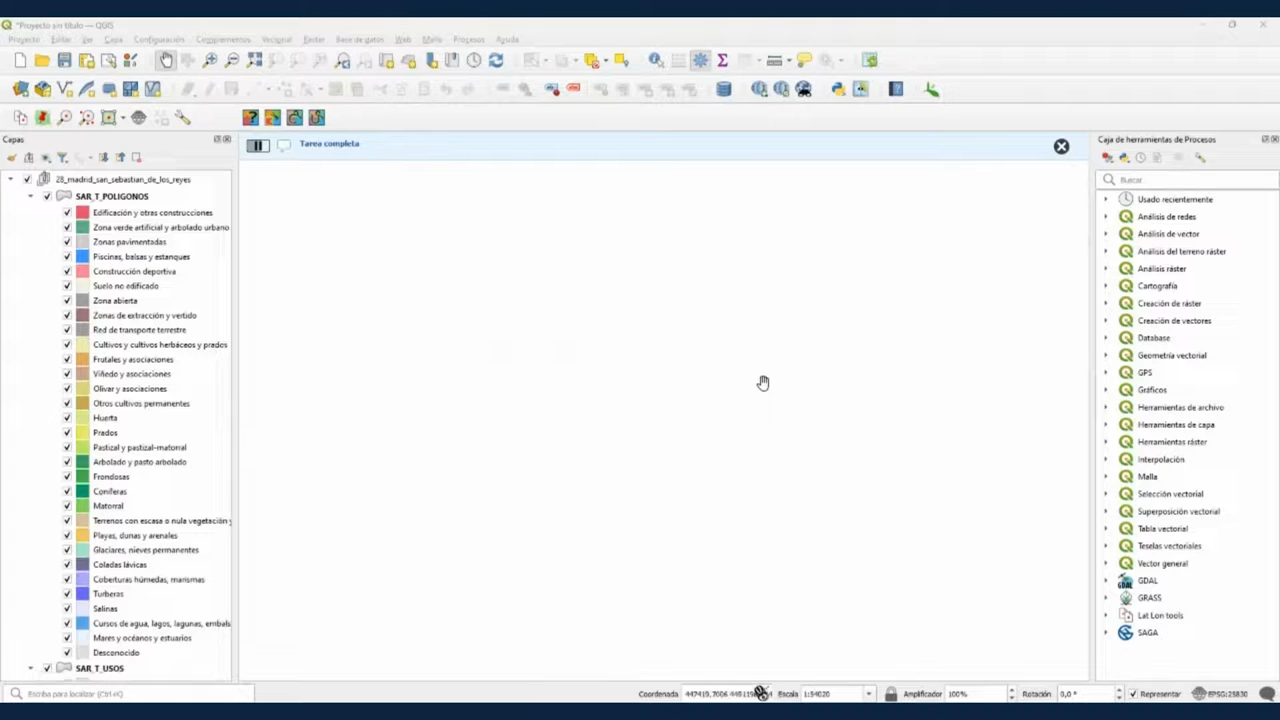 *Proyecto sin título — QGIS
Proyecto Editar Ver Capa Configuración Complementos Vectorial Ráster Base de datos Web Malla Procesos Ayuda
Capas
28_madrid_san_sebastian_de_los_reyes
SAR_T_POLIGONOS
Edificación y otras construcciones
Zona verde artificial y arbolado urbano
Zonas pavimentadas
Piscinas, balsas y estanques
Construcción deportiva
Suelo no edificado
Zona abierta
Zonas de extracción y vertido
Red de transporte terrestre
Cultivos y cultivos herbáceos y prados
Frutales y asociaciones
Viñedo y asociaciones
Olivar y asociaciones
Otros cultivos permanentes
Huerta
Prados
Pastizal y pastizal-matorral
Arbolado y pasto arbolado
Frondosas
Coníferas
Matorral
Terrenos con escasa o nula vegetación y
Playas, dunas y arenales
Glaciares, nieves permanentes
Coladas lávicas
Coberturas húmedas, marismas
Turberas
Salinas
Cursos de agua, lagos, lagunas, embals
Mares y océanos y estuarios
Desconocido
SAR_T_USOS
Tarea completa
Caja de herramientas de Procesos
Buscar
Usado recientemente
Análisis de redes
Análisis de vector
Análisis del terreno ráster
Análisis ráster
Cartografía
Creación de ráster
Creación de vectores
Database
Geometría vectorial
GPS
Gráficos
Herramientas de archivo
Herramientas de capa
Herramientas ráster
Interpolación
Malla
Selección vectorial
Superposición vectorial
Tabla vectorial
Teselas vectoriales
Vector general
GDAL
GRASS
Lat Lon tools
SAGA
Escriba para localizar (Ctrl+K)
Coordenada Escala 1:54020 Amplificador 100% Rotación 0,0 ° Representar EPSG:25830